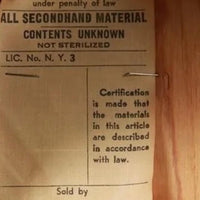 under penalty of law
ALL SECONDHAND MATERIAL
CONTENTS UNKNOWN
NOT STERILIZED
LIC. No. N. Y. 3
Certification
is made that
the materials
in this article
are described
in accordance
with law.
Sold by